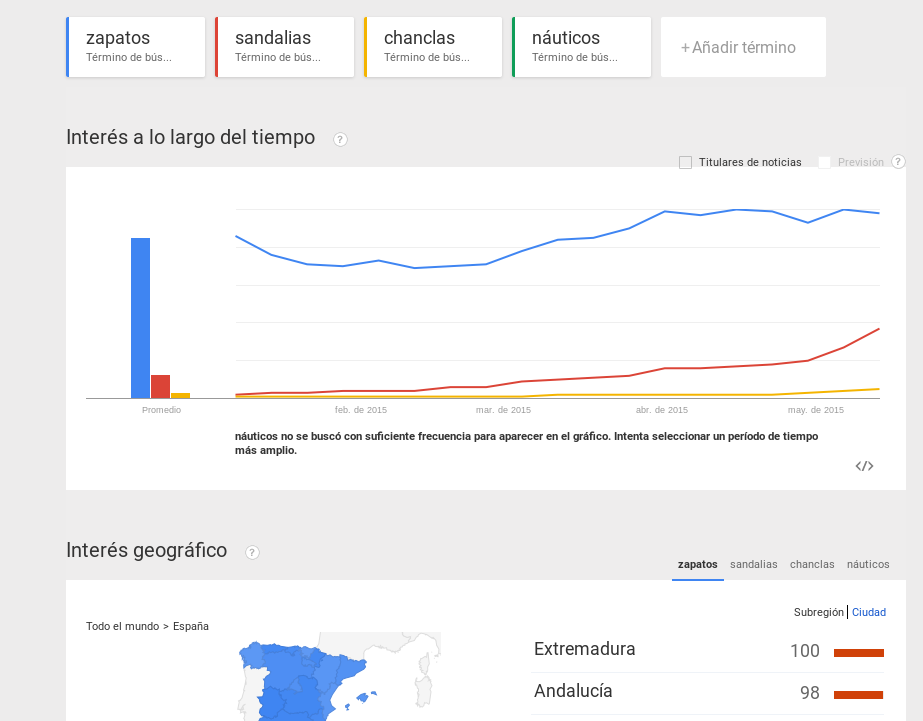 zapatos
Término de bús...
sandalias
Término de bús...
chanclas
Término de bús...
náuticos
Término de bús...
+Añadir término
Interés a lo largo del tiempo ?
Titulares de noticias Previsión ?
Promedio feb. de 2015 mar. de 2015 abr. de 2015 may. de 2015
náuticos no se buscó con suficiente frecuencia para aparecer en el gráfico. Intenta seleccionar un período de tiempo
más amplio.
</>
Interés geográfico ?
zapatos sandalias chanclas náuticos
Subregión | Ciudad
Todo el mundo > España
Extremadura 100
Andalucía 98